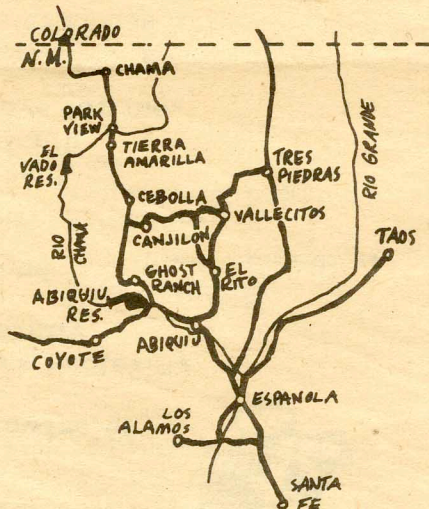 COLORADO
N.M.
CHAMA
PARK
VIEW
TIERRA
AMARILLA
EL
VADO
RES.
TRES
PIEDRAS
RIO GRANDE
CEBOLLA
VALLECITOS
TAOS
CANJILON
RIO
CHAMA
GHOST
RANCH
EL
RITO
ABIQUIU
RES.
COYOTE
ABIQUIU
ESPANOLA
LOS
ALAMOS
SANTA
FE